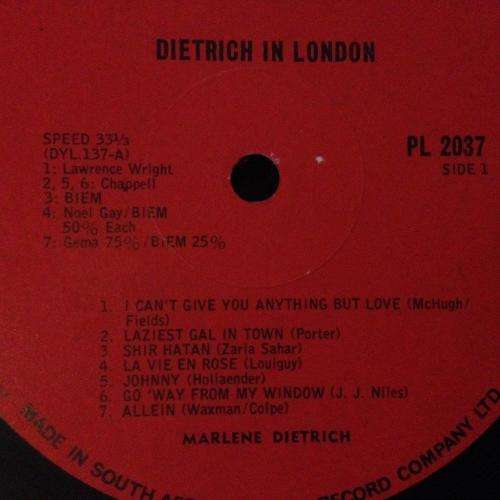 DIETRICH IN LONDON
SPEED 33⅓
(DYL.137-A)
1: Lawrence Wright
2, 5, 6: Chappell
3: BIEM
4: Noel Gay/BIEM
50% Each
7: Gema 75%/BIEM 25%
PL 2037
SIDE 1
1. I CAN'T GIVE YOU ANYTHING BUT LOVE (McHugh/
Fields)
2. LAZIEST GAL IN TOWN (Porter)
3 SHIR HATAN (Zaria Sahar)
4. LA VIE EN ROSE (Louiguy)
5. JOHNNY (Hollaender)
6. GO 'WAY FROM MY WINDOW (J. J. Niles)
7. ALLEIN (Waxman/Colpe)
MARLENE DIETRICH
MADE IN SOUTH RECORD COMPANY LTD